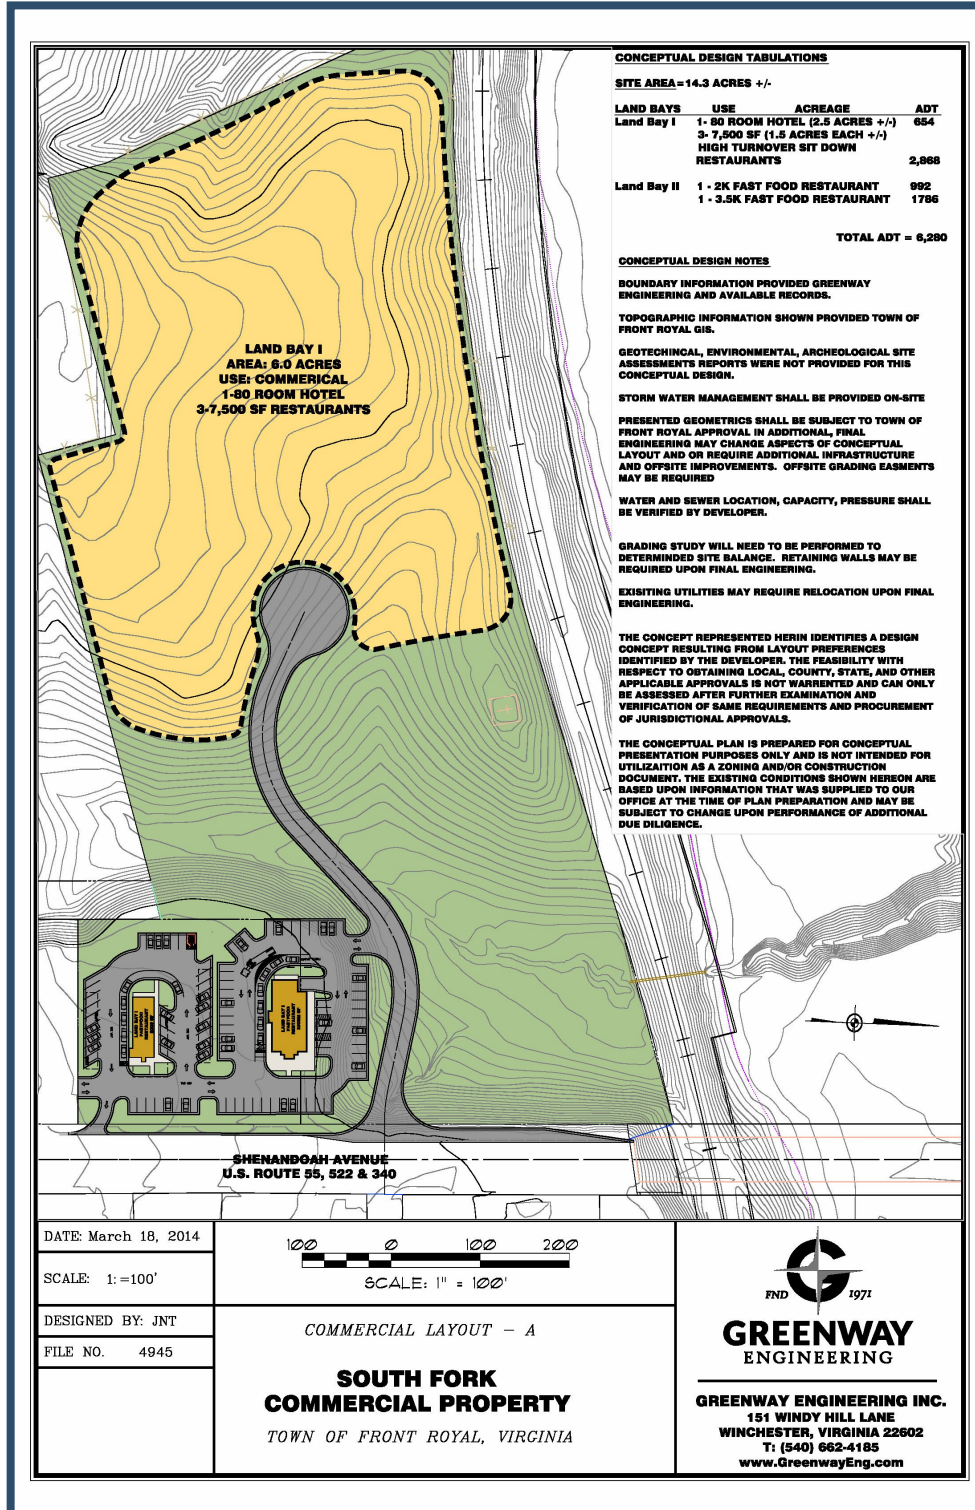 CONCEPTUAL DESIGN TABULATIONS
SITE AREA=14.3 ACRES +/-
LAND BAYS USE ACREAGE ADT
Land Bay I 1- 80 ROOM HOTEL (2.5 ACRES +/-) 654
3- 7,500 SF (1.5 ACRES EACH +/-)
HIGH TURNOVER SIT DOWN
RESTAURANTS 2,868
Land Bay II 1 - 2K FAST FOOD RESTAURANT 992
1 - 3.5K FAST FOOD RESTAURANT 1786
TOTAL ADT = 6,280
CONCEPTUAL DESIGN NOTES
BOUNDARY INFORMATION PROVIDED GREENWAY
ENGINEERING AND AVAILABLE RECORDS.
TOPOGRAPHIC INFORMATION SHOWN PROVIDED TOWN OF
FRONT ROYAL GIS.
GEOTECHINCAL, ENVIRONMENTAL, ARCHEOLOGICAL SITE
ASSESSMENTS REPORTS WERE NOT PROVIDED FOR THIS
CONCEPTUAL DESIGN.
STORM WATER MANAGEMENT SHALL BE PROVIDED ON-SITE
PRESENTED GEOMETRICS SHALL BE SUBJECT TO TOWN OF
FRONT ROYAL APPROVAL IN ADDITIONAL, FINAL
ENGINEERING MAY CHANGE ASPECTS OF CONCEPTUAL
LAYOUT AND OR REQUIRE ADDITIONAL INFRASTRUCTURE
AND OFFSITE IMPROVEMENTS. OFFSITE GRADING EASMENTS
MAY BE REQUIRED
WATER AND SEWER LOCATION, CAPACITY, PRESSURE SHALL
BE VERIFIED BY DEVELOPER.
GRADING STUDY WILL NEED TO BE PERFORMED TO
DETERMINDED SITE BALANCE. RETAINING WALLS MAY BE
REQUIRED UPON FINAL ENGINEERING.
EXISITING UTILITIES MAY REQUIRE RELOCATION UPON FINAL
ENGINEERING.
THE CONCEPT REPRESENTED HERIN IDENTIFIES A DESIGN
CONCEPT RESULTING FROM LAYOUT PREFERENCES
IDENTIFIED BY THE DEVELOPER. THE FEASIBILITY WITH
RESPECT TO OBTAINING LOCAL, COUNTY, STATE, AND OTHER
APPLICABLE APPROVALS IS NOT WARRENTED AND CAN ONLY
BE ASSESSED AFTER FURTHER EXAMINATION AND
VERIFICATION OF SAME REQUIREMENTS AND PROCUREMENT
OF JURISDICTIONAL APPROVALS.
THE CONCEPTUAL PLAN IS PREPARED FOR CONCEPTUAL
PRESENTATION PURPOSES ONLY AND IS NOT INTENDED FOR
UTILIZAITION AS A ZONING AND/OR CONSTRUCTION
DOCUMENT. THE EXISTING CONDITIONS SHOWN HEREON ARE
BASED UPON INFORMATION THAT WAS SUPPLIED TO OUR
OFFICE AT THE TIME OF PLAN PREPARATION AND MAY BE
SUBJECT TO CHANGE UPON PERFORMANCE OF ADDITIONAL
DUE DILIGENCE.
LAND BAY I
AREA: 6.0 ACRES
USE: COMMERICAL
1-80 ROOM HOTEL
3-7,500 SF RESTAURANTS
LAND BAY I
FASTFOOD
RESTAURANT
LAND BAY I
FASTFOOD
RESTAURANT
SHENANDOAH AVENUE
U.S. ROUTE 55, 522 & 340
DATE: March 18, 2014
SCALE: 1:=100'
DESIGNED BY: JNT
FILE NO. 4945
100 0 100 200
SCALE: 1" = 100'
COMMERCIAL LAYOUT - A
SOUTH FORK
COMMERCIAL PROPERTY
TOWN OF FRONT ROYAL, VIRGINIA
FND 1971
GREENWAY
ENGINEERING
GREENWAY ENGINEERING INC.
151 WINDY HILL LANE
WINCHESTER, VIRGINIA 22602
T: (540) 662-4185
www.GreenwayEng.com